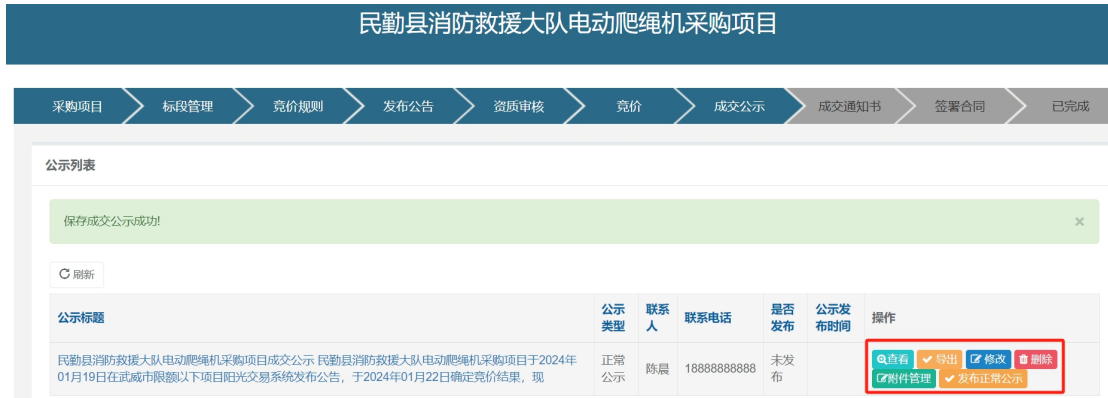 民勤县消防救援大队电动爬绳机采购项目
采购项目 标段管理 竞价规则 发布公告 资质审核 竞价 成交公示 成交通知书 签署合同 已完成
公示列表
保存成交公示成功! ×
刷新
公示标题 公示类型 联系人 联系电话 是否发布 公示发布时间 操作
民勤县消防救援大队电动爬绳机采购项目成交公示 民勤县消防救援大队电动爬绳机采购项目于2024年
01月19日在武威市限额以下项目阳光交易系统发布公告，于2024年01月22日确定竞价结果，现
正常公示 陈晨 18888888888 未发布
查看 导出 修改 删除
附件管理 发布正常公示